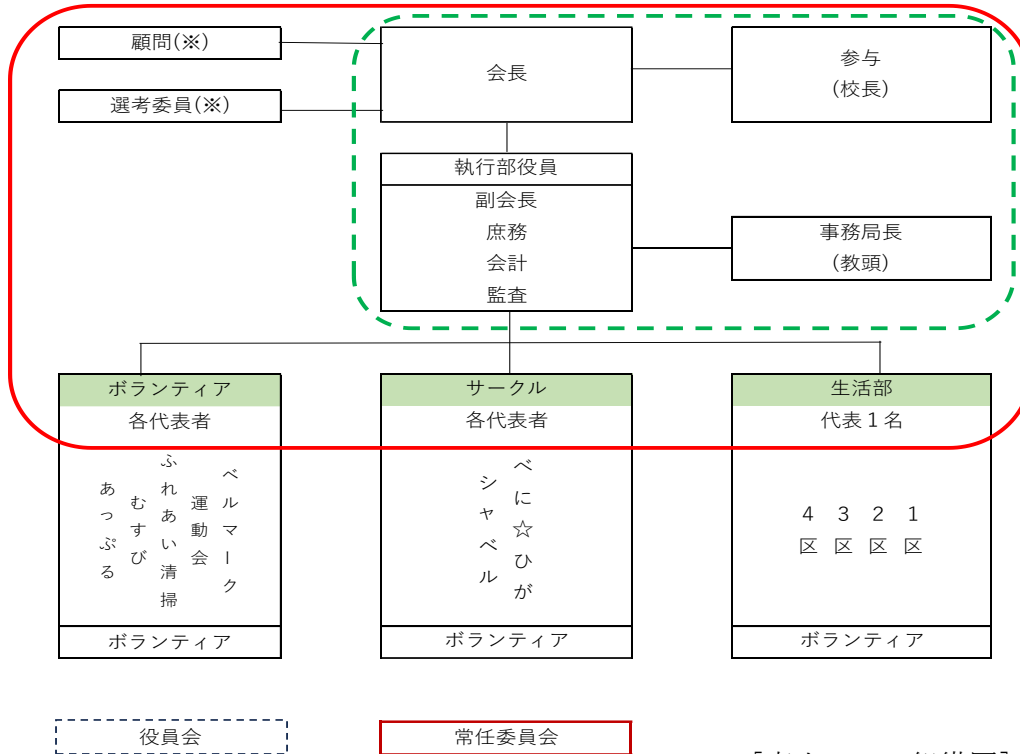 顧問(※)
会長
参与
(校長)
選考委員(※)
執行部役員
副会長
庶務
会計
監査
事務局長
(教頭)
ボランティア
各代表者
サークル
各代表者
生活部
代表１名
ベルマーク
運動会
ふれあい清掃
むすび
あっぷる
べに☆ひが
シャベル
1区
2区
3区
4区
ボランティア
ボランティア
ボランティア
役員会
常任委員会